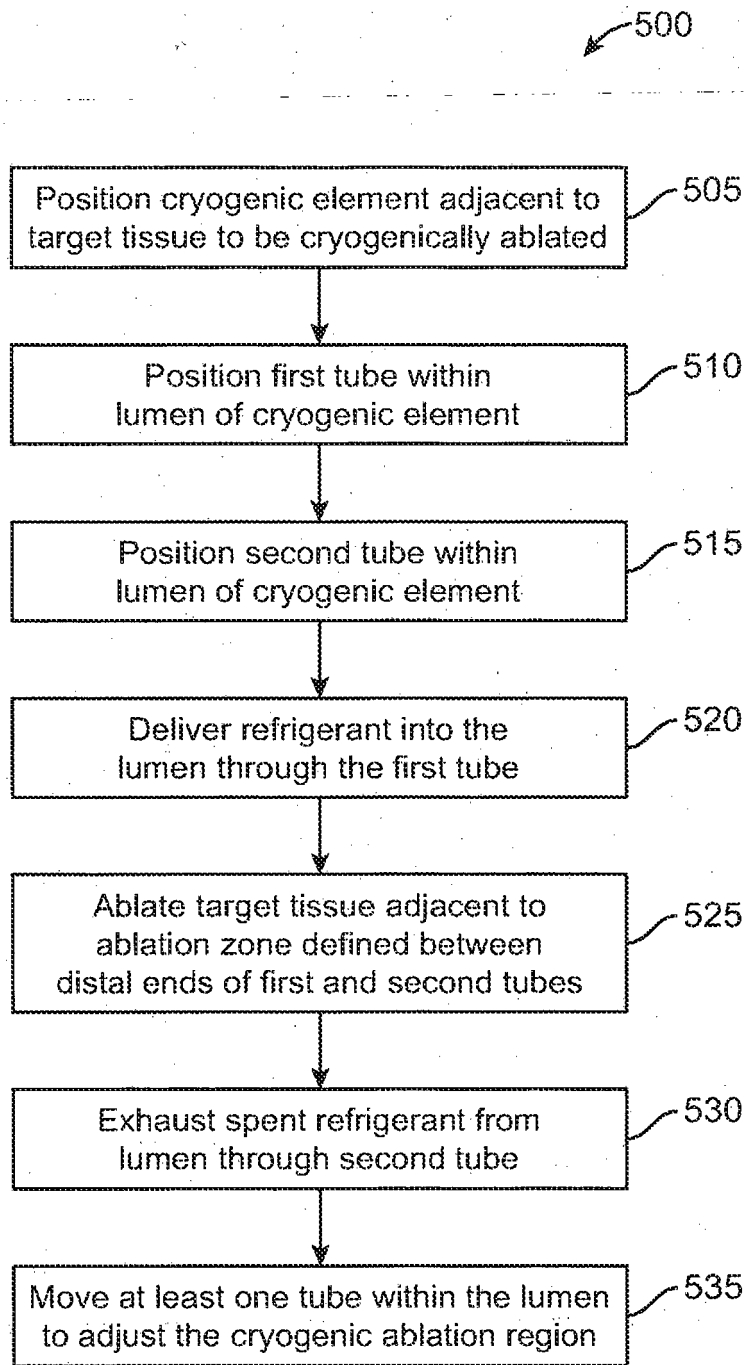 500
Position cryogenic element adjacent to
target tissue to be cryogenically ablated
505
Position first tube within
lumen of cryogenic element
510
Position second tube within
lumen of cryogenic element
515
Deliver refrigerant into the
lumen through the first tube
520
Ablate target tissue adjacent to
ablation zone defined between
distal ends of first and second tubes
525
Exhaust spent refrigerant from
lumen through second tube
530
Move at least one tube within the lumen
to adjust the cryogenic ablation region
535